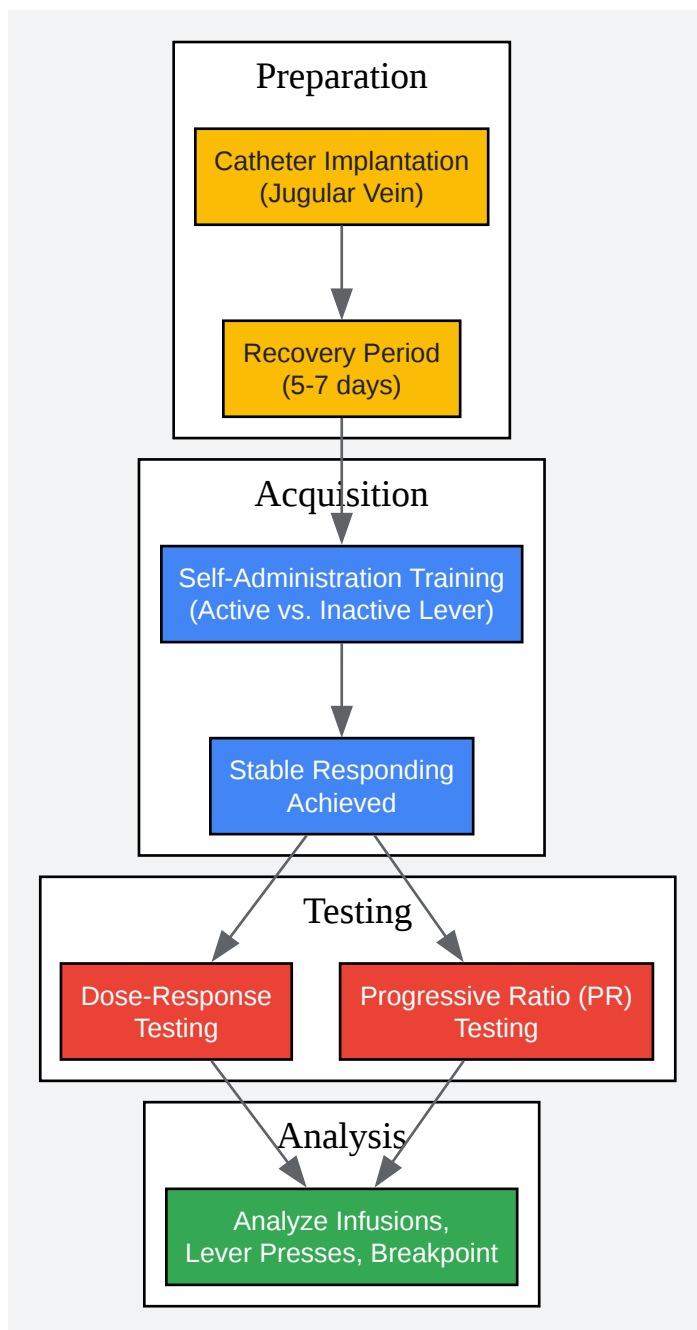 Preparation
Catheter Implantation
(Jugular Vein)
Recovery Period
(5-7 days)
Acquisition
Self-Administration Training
(Active vs. Inactive Lever)
Stable Responding
Achieved
Testing
Dose-Response
Testing
Progressive Ratio (PR)
Testing
Analysis
Analyze Infusions,
Lever Presses, Breakpoint